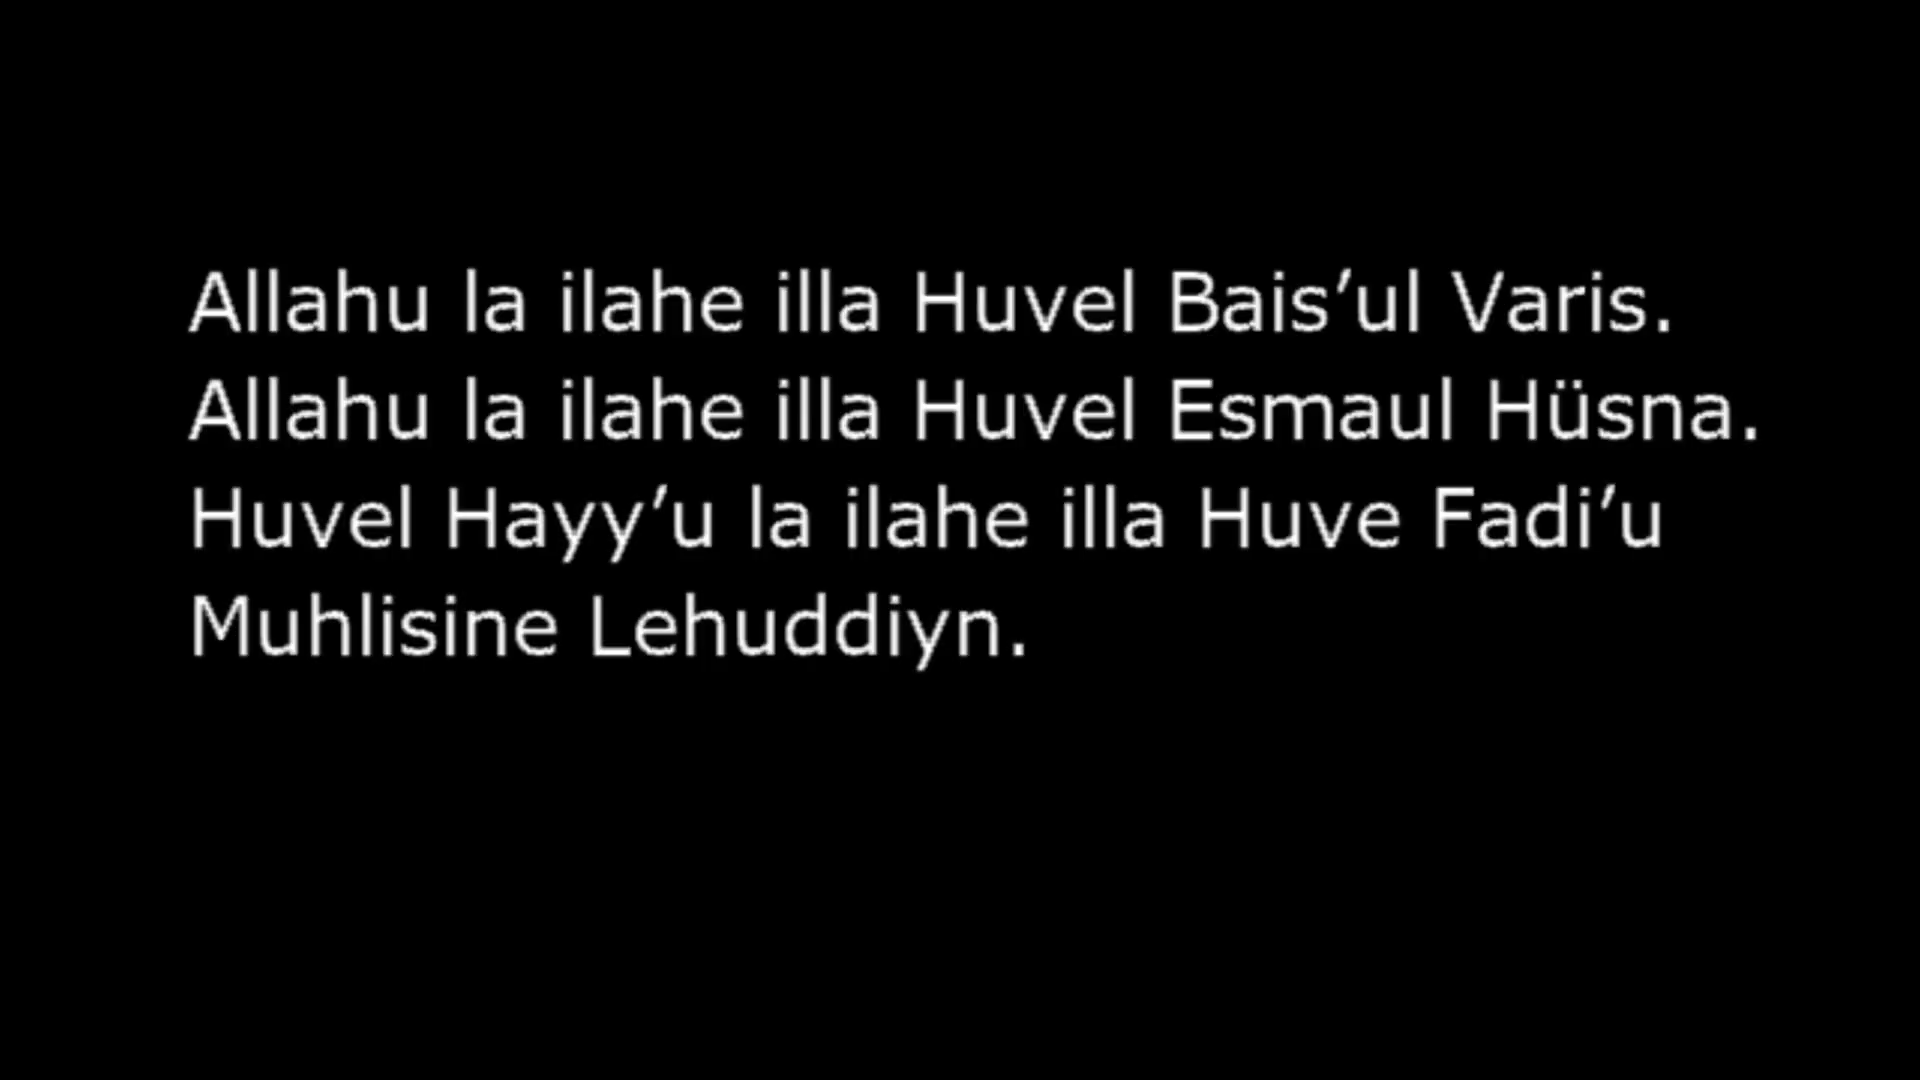 Allahu la ilahe illa Huvel Bais’ul Varis.
Allahu la ilahe illa Huvel Esmaul Hüsna.
Huvel Hayy’u la ilahe illa Huve Fadi’u
Muhlisine Lehuddiyn.